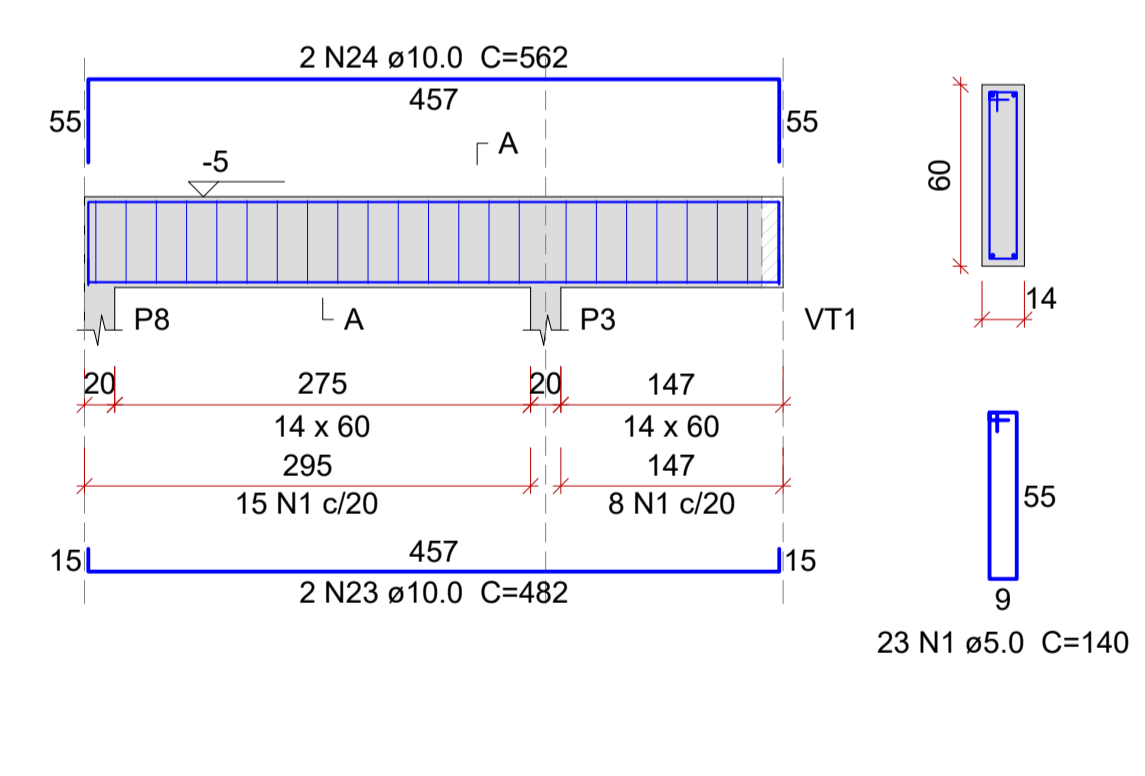 2 N24 ø10.0 C=562
457
55
55
A
-5
60
14
P8
A
P3
VT1
20
275
20
147
14 x 60
14 x 60
295
147
15 N1 c/20
8 N1 c/20
55
9
15
457
15
2 N23 ø10.0 C=482
23 N1 ø5.0 C=140